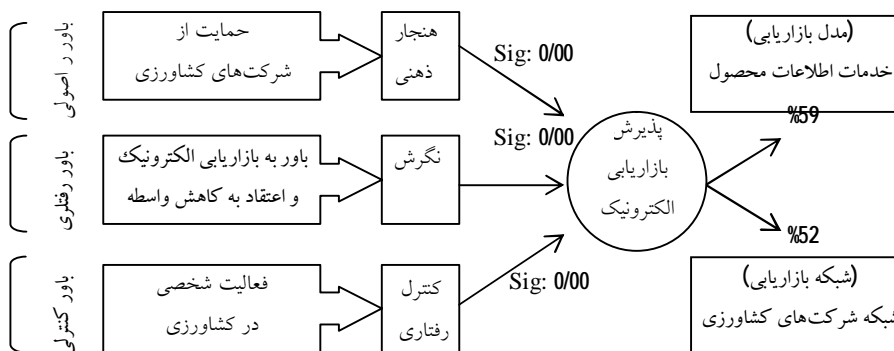 باور ر اصولی
حمایت از
شرکت‌های کشاورزی
هنجار
ذهنی
Sig: 0/00
(مدل بازاریابی)
خدمات اطلاعات محصول
%59
باور رفتلری
باور به بازاریابی الکترونیک
و اعتقاد به کاهش واسطه
نگرش
Sig: 0/00
پذیرش
بازاریابی
الکترونیک
باور کنترلی
فعالیت شخصی
در کشاورزی
کنترل
رفتاری
Sig: 0/00
%52
(شبکه بازاریابی)
شبکه شرکت‌های کشاورزی